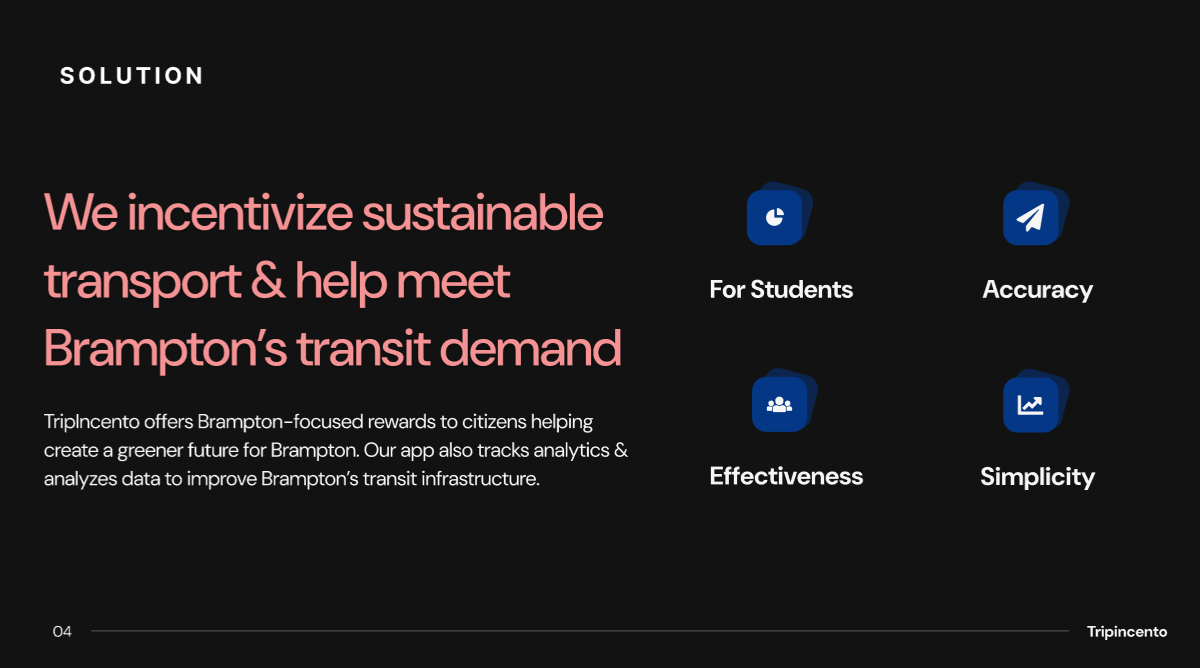 SOLUTION
We incentivize sustainable
transport & help meet
Brampton’s transit demand
TripIncento offers Brampton-focused rewards to citizens helping
create a greener future for Brampton. Our app also tracks analytics &
analyzes data to improve Brampton’s transit infrastructure.
For Students
Accuracy
Effectiveness
Simplicity
04
Tripincento